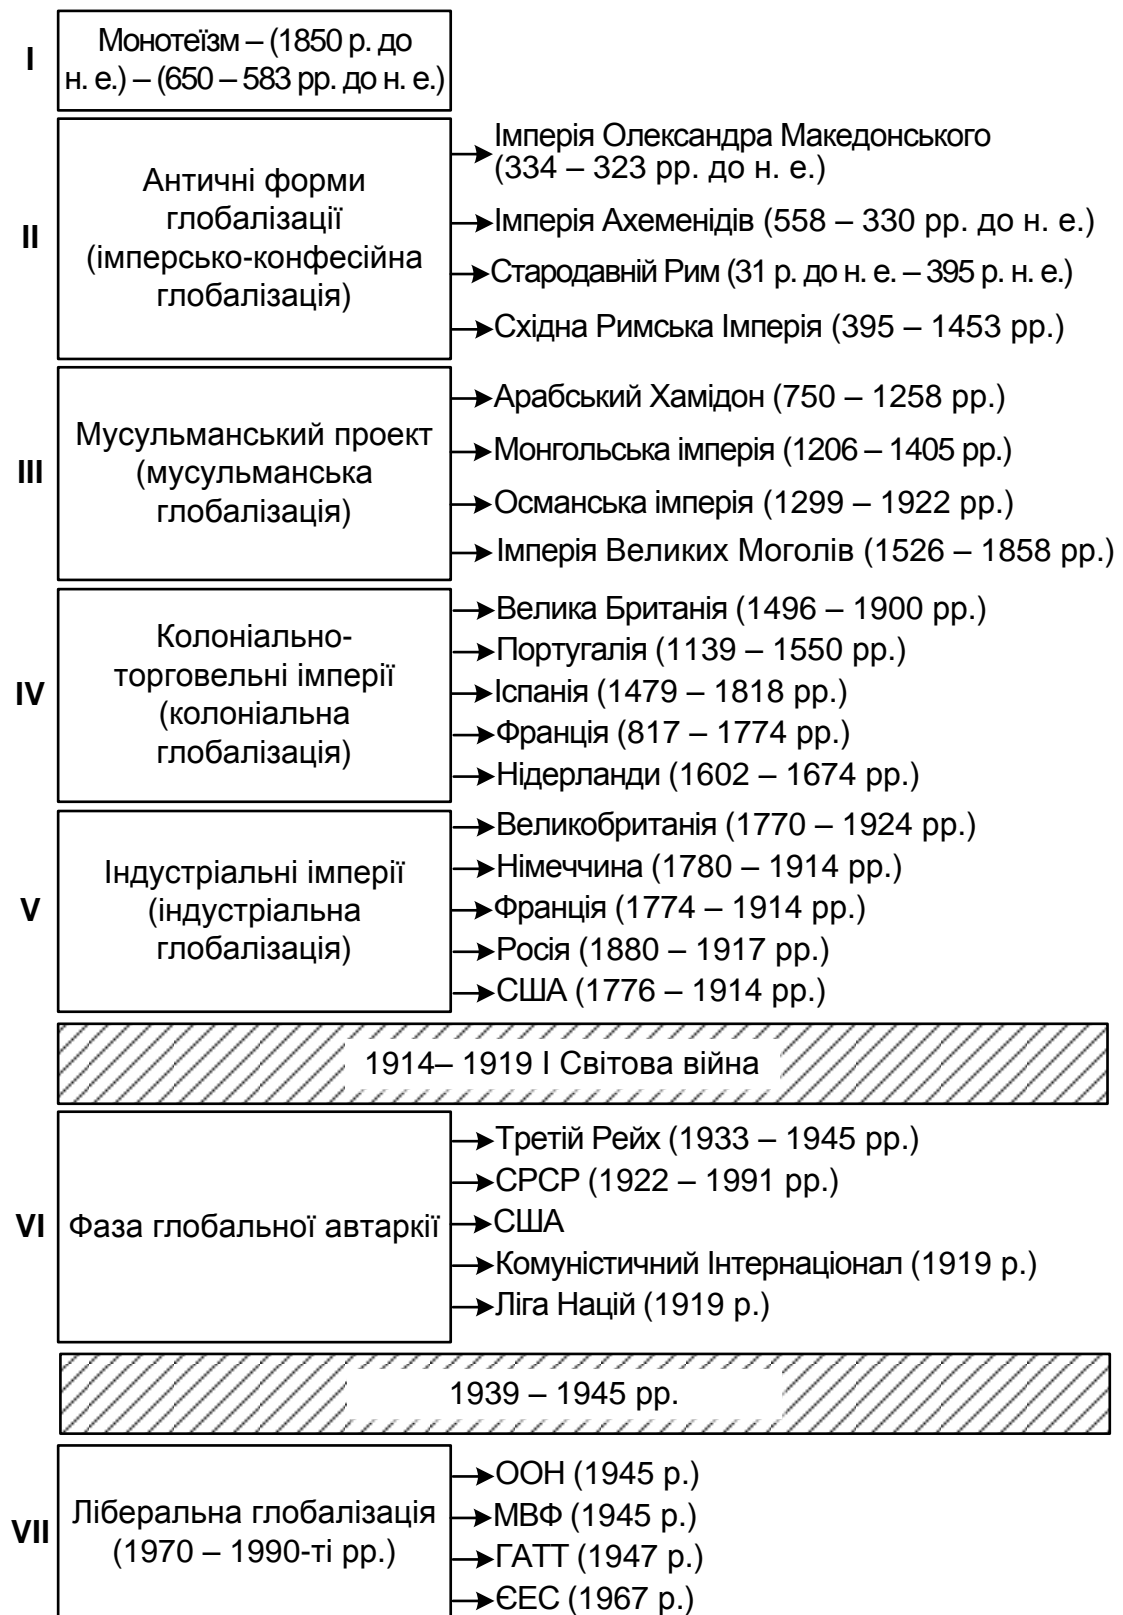 I
Монотеїзм – (1850 р. до
н. е.) – (650 – 583 рр. до н. е.)
II
Античні форми
глобалізації
(імперсько-конфесійна
глобалізація)
Імперія Олександра Македонського
(334 – 323 рр. до н. е.)
Імперія Ахеменідів (558 – 330 рр. до н. е.)
Стародавній Рим (31 р. до н. е. – 395 р. н. е.)
Східна Римська Імперія (395 – 1453 рр.)
III
Мусульманський проект
(мусульманська
глобалізація)
Арабський Хамідон (750 – 1258 рр.)
Монгольська імперія (1206 – 1405 рр.)
Османська імперія (1299 – 1922 рр.)
Імперія Великих Моголів (1526 – 1858 рр.)
IV
Колоніально-
торговельні імперії
(колоніальна
глобалізація)
Велика Британія (1496 – 1900 рр.)
Португалія (1139 – 1550 рр.)
Іспанія (1479 – 1818 рр.)
Франція (817 – 1774 рр.)
Нідерланди (1602 – 1674 рр.)
V
Індустріальні імперії
(індустріальна
глобалізація)
Великобританія (1770 – 1924 рр.)
Німеччина (1780 – 1914 рр.)
Франція (1774 – 1914 рр.)
Росія (1880 – 1917 рр.)
США (1776 – 1914 рр.)
1914– 1919 І Світова війна
VI
Фаза глобальної автаркії
Третій Рейх (1933 – 1945 рр.)
СРСР (1922 – 1991 рр.)
США
Комуністичний Інтернаціонал (1919 р.)
Ліга Націй (1919 р.)
1939 – 1945 рр.
VII
Ліберальна глобалізація
(1970 – 1990-ті рр.)
ООН (1945 р.)
МВФ (1945 р.)
ГАТТ (1947 р.)
ЄЕС (1967 р.)